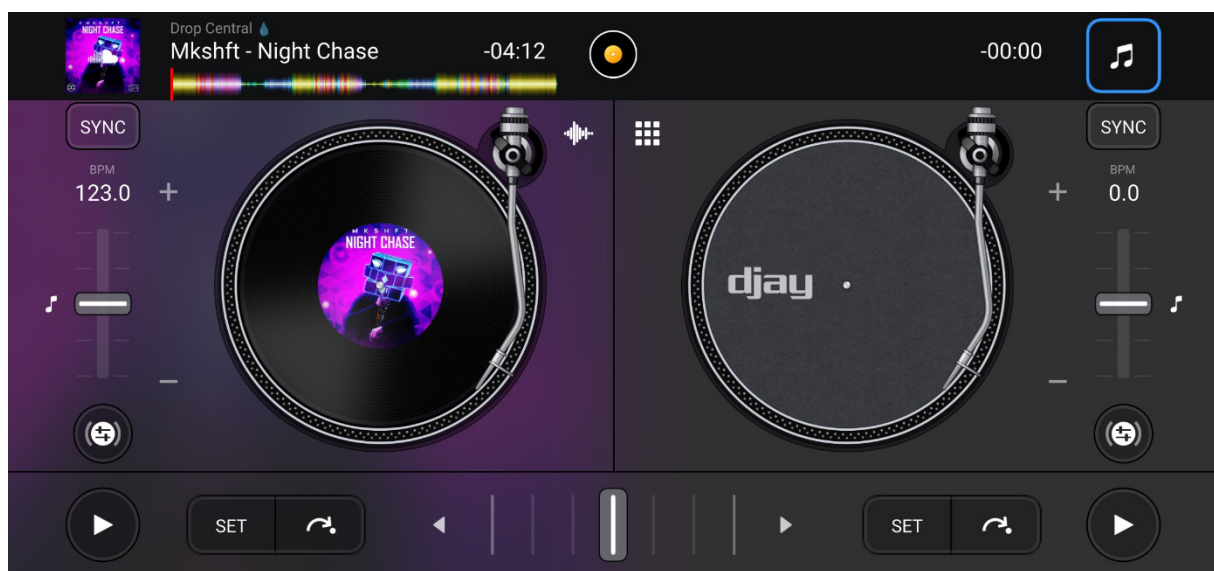 MKSHFT
NIGHT CHASE
Drop Central 💧
Mkshft - Night Chase
-04:12
-00:00
SYNC
BPM
123.0
+
−
MKSHFT
NIGHT CHASE
djay
SYNC
BPM
0.0
+
−
SET
SET